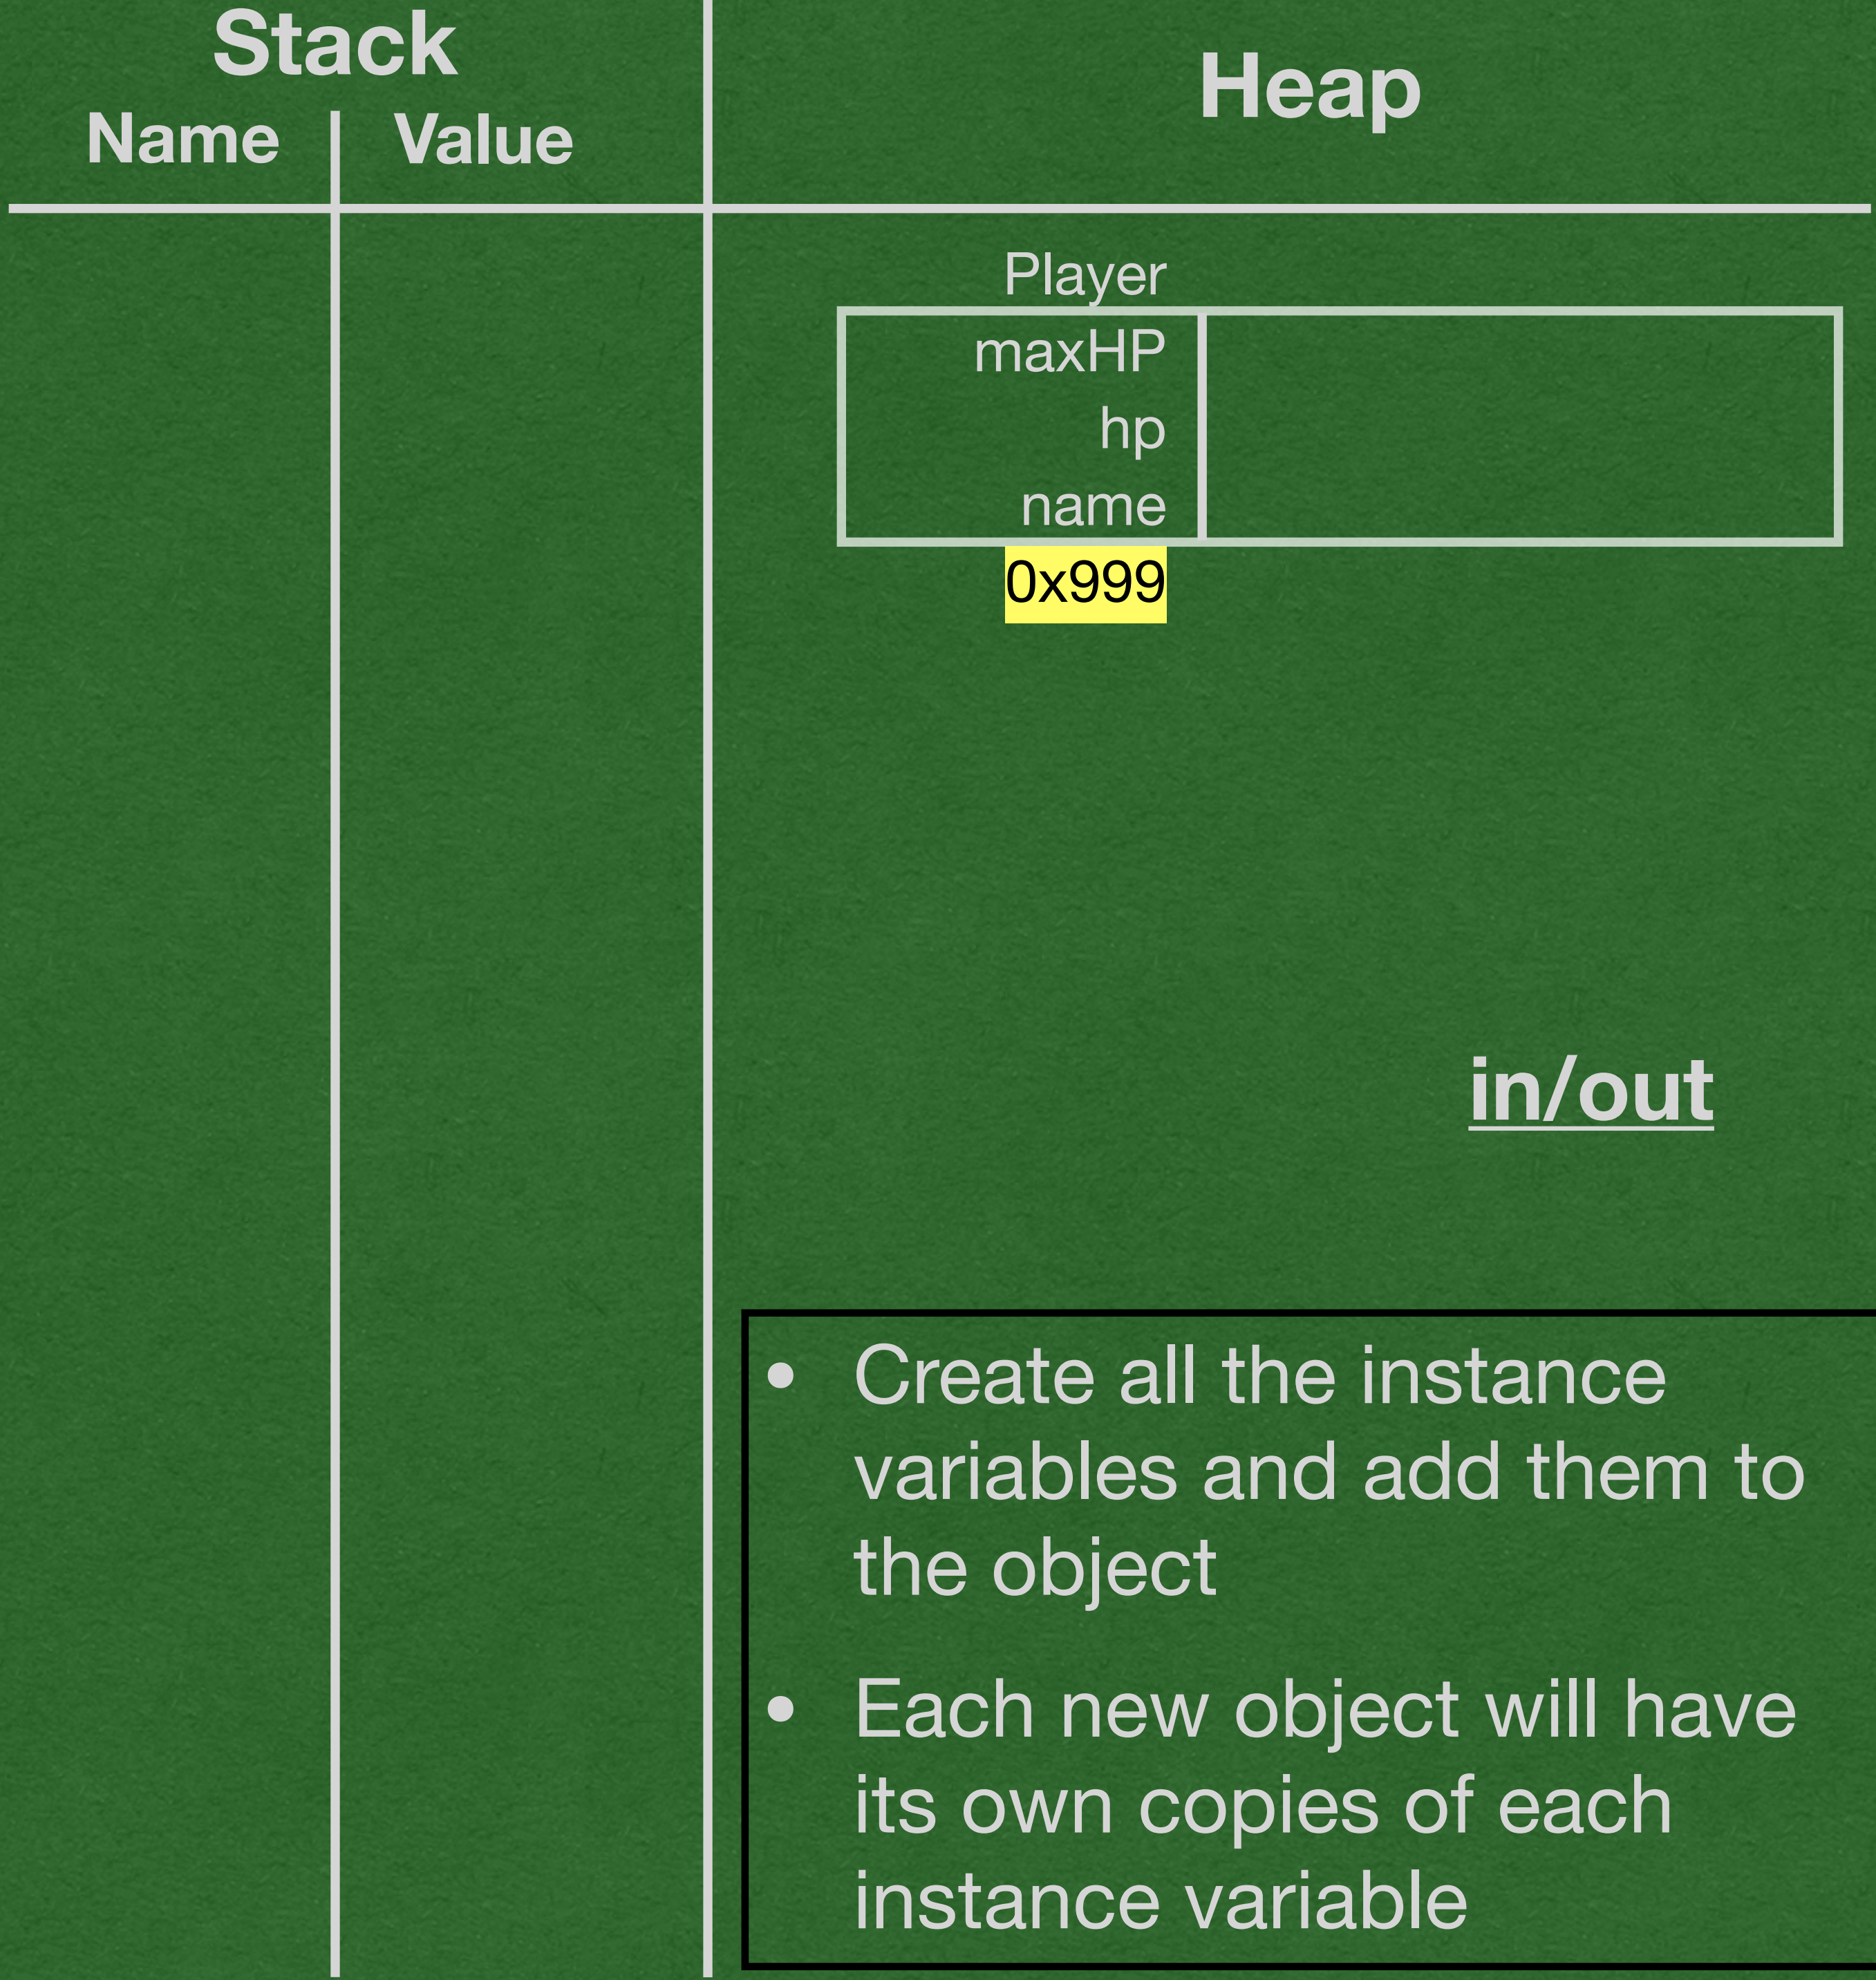 Stack
Heap
Name
Value
Player
maxHP
hp
name
0x999
in/out
• Create all the instance
variables and add them to
the object
• Each new object will have
its own copies of each
instance variable